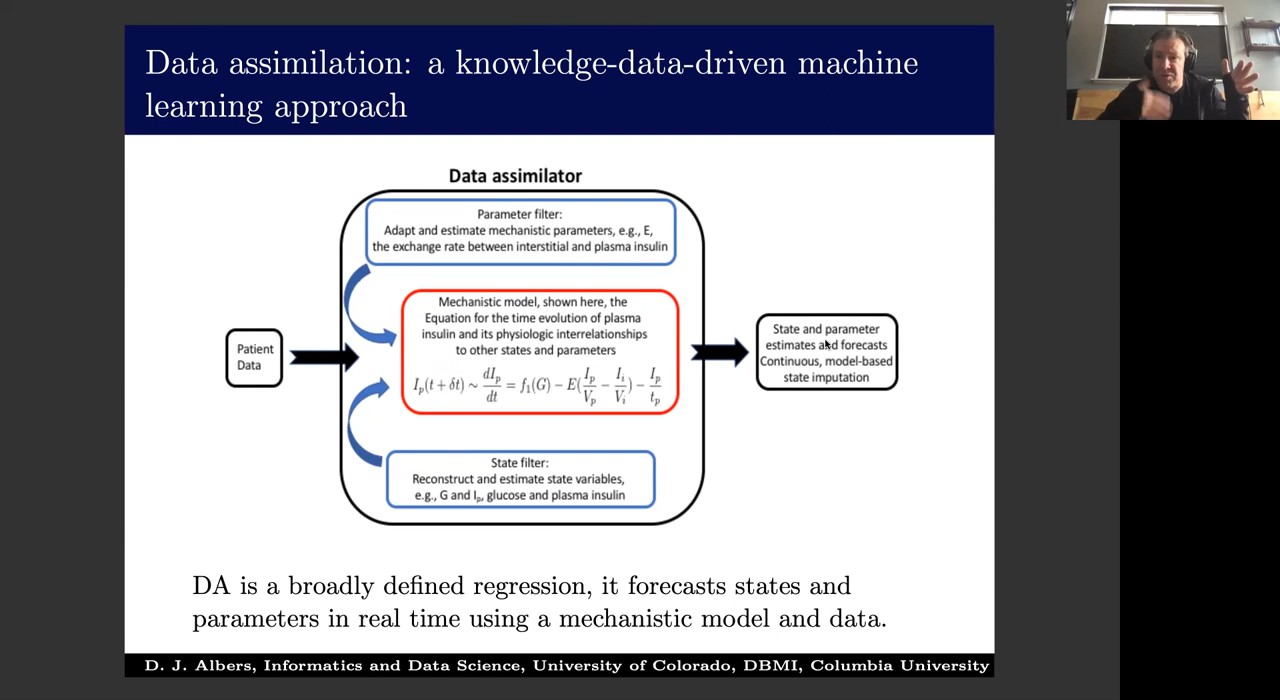 Data assimilation: a knowledge-data-driven machine
learning approach
Data assimilator
Parameter filter:
Adapt and estimate mechanistic parameters, e.g., E,
the exchange rate between interstitial and plasma insulin
Patient
Data
Mechanistic model, shown here, the
Equation for the time evolution of plasma
insulin and its physiologic interrelationships
to other states and parameters
I_p(t + δt) ~ dI_p/dt = f_1(G) − E(I_p/V_p − I_i/V_i) − I_p/t_p
State and parameter
estimates and forecasts
Continuous, model-based
state imputation
State filter:
Reconstruct and estimate state variables,
e.g., G and I_p, glucose and plasma insulin
DA is a broadly defined regression, it forecasts states and
parameters in real time using a mechanistic model and data.
D. J. Albers, Informatics and Data Science, University of Colorado, DBMI, Columbia University